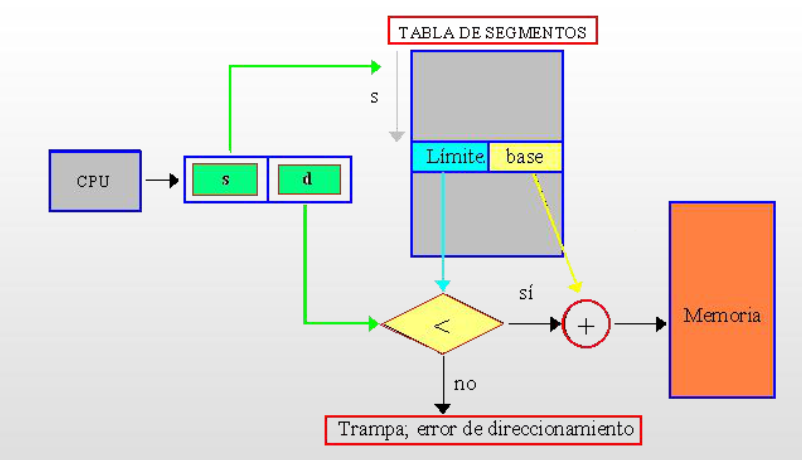 TABLA DE SEGMENTOS
s
Límite
base
CPU
s
d
sí
<
+
Memoria
no
Trampa; error de direccionamiento